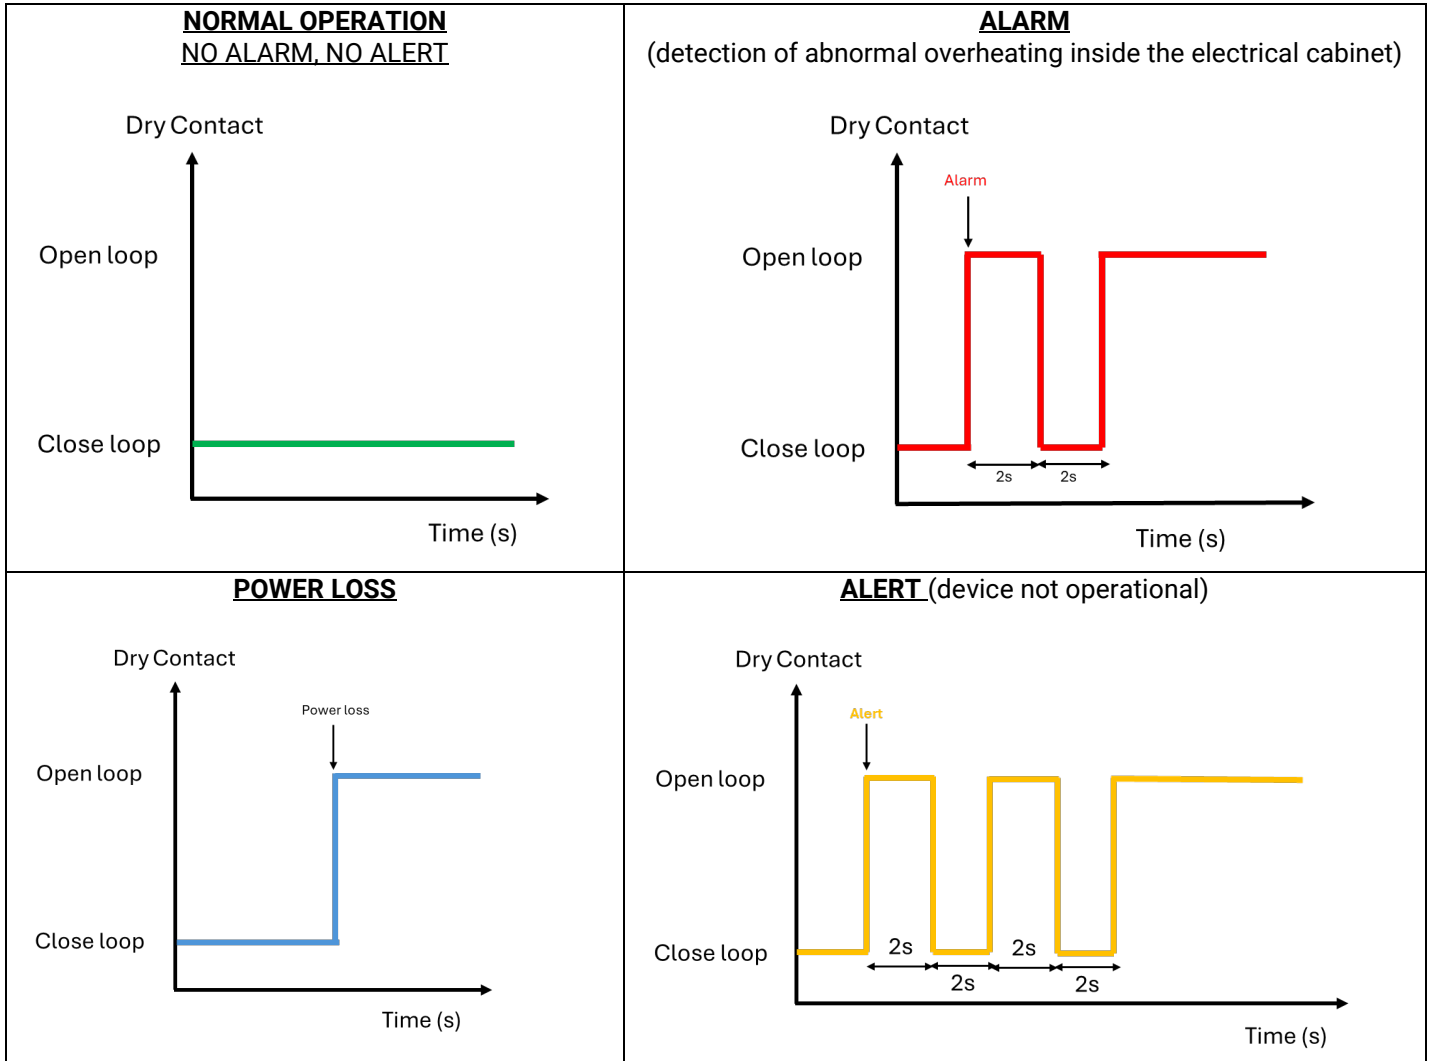 NORMAL OPERATION
NO ALARM, NO ALERT
Dry Contact
Open loop
Close loop
Time (s)
ALARM
(detection of abnormal overheating inside the electrical cabinet)
Dry Contact
Alarm
Open loop
Close loop
2s 2s
Time (s)
POWER LOSS
Dry Contact
Power loss
Open loop
Close loop
Time (s)
ALERT (device not operational)
Dry Contact
Alert
Open loop
Close loop
2s 2s
2s 2s
Time (s)